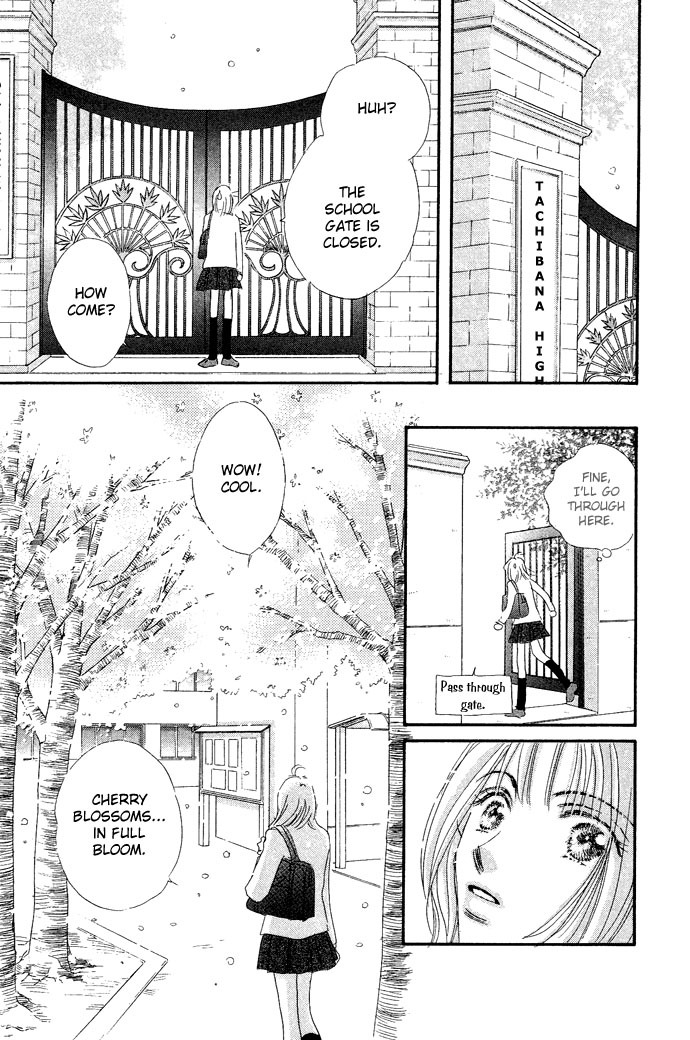 TACHIBANA HIGH
HUH?
THE
SCHOOL
GATE IS
CLOSED.
HOW
COME?
FINE,
I'LL GO
THROUGH
HERE.
Pass through
gate.
WOW!
COOL.
CHERRY
BLOSSOMS...
IN FULL
BLOOM.